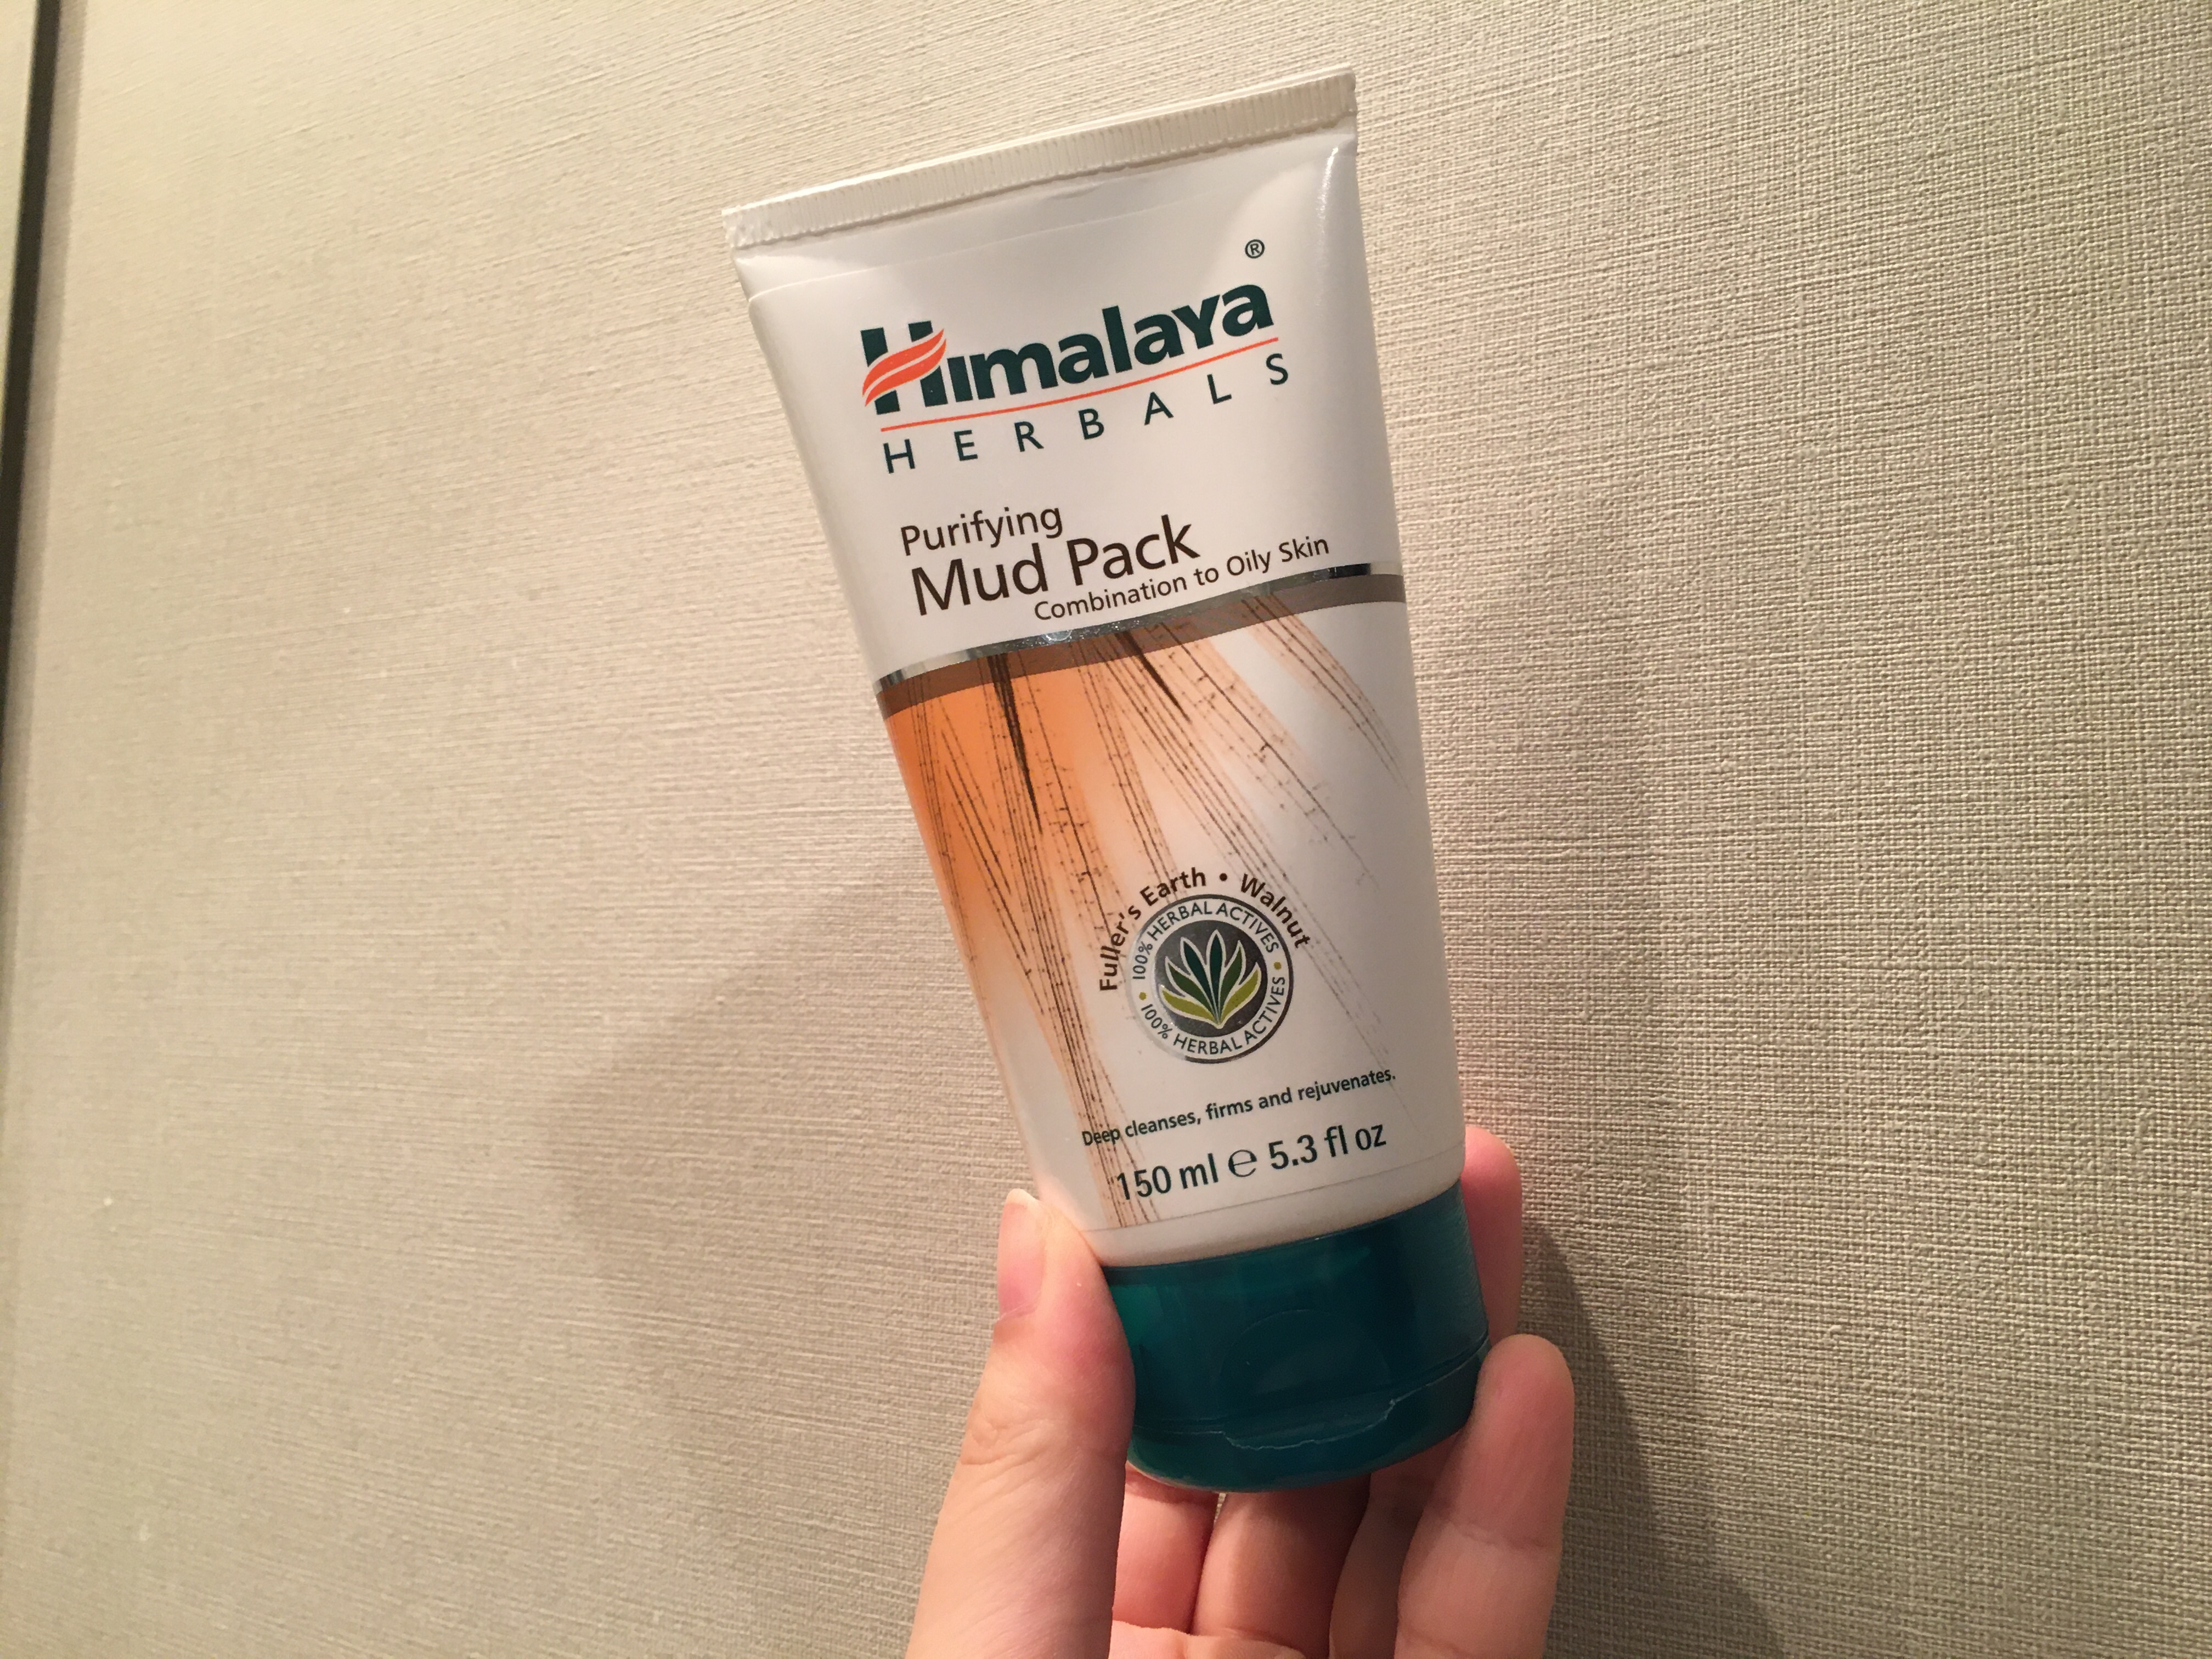 Himalaya®
HERBALS
Purifying
Mud Pack
Combination to Oily Skin
Fuller's Earth • Walnut
100% HERBAL ACTIVES • 100% HERBAL ACTIVES •
Deep cleanses, firms and rejuvenates.
150 ml ℮ 5.3 fl oz